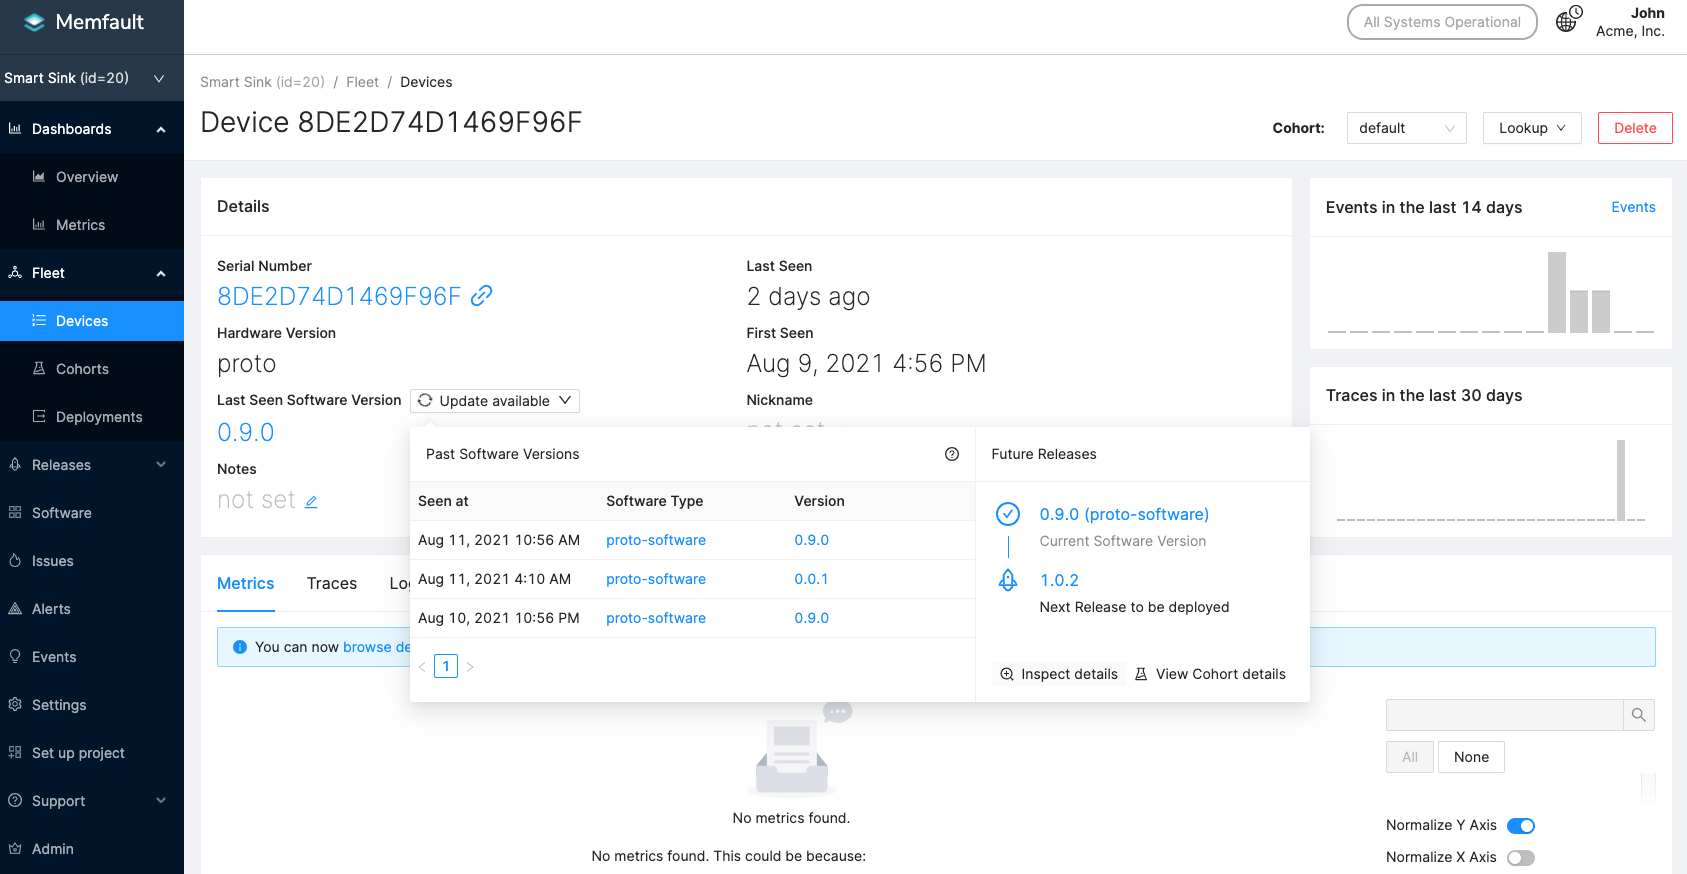 Memfault
All Systems Operational
John
Acme, Inc.
Smart Sink (id=20)
Dashboards
Overview
Metrics
Fleet
Devices
Cohorts
Deployments
Releases
Software
Issues
Alerts
Events
Settings
Set up project
Support
Admin
Smart Sink (id=20) / Fleet / Devices
Device 8DE2D74D1469F96F
Cohort:
default
Lookup
Delete
Details
Serial Number
8DE2D74D1469F96F
Hardware Version
proto
Last Seen Software Version
Update available
0.9.0
Notes
not set
Last Seen
2 days ago
First Seen
Aug 9, 2021 4:56 PM
Nickname
Events in the last 14 days
Events
Traces in the last 30 days
Past Software Versions
Seen at Software Type Version
Aug 11, 2021 10:56 AM proto-software 0.9.0
Aug 11, 2021 4:10 AM proto-software 0.0.1
Aug 10, 2021 10:56 PM proto-software 0.9.0
< 1 >
Future Releases
0.9.0 (proto-software)
Current Software Version
1.0.2
Next Release to be deployed
Inspect details
View Cohort details
Metrics Traces
You can now browse
All
None
Normalize Y Axis
Normalize X Axis
No metrics found.
No metrics found. This could be because: